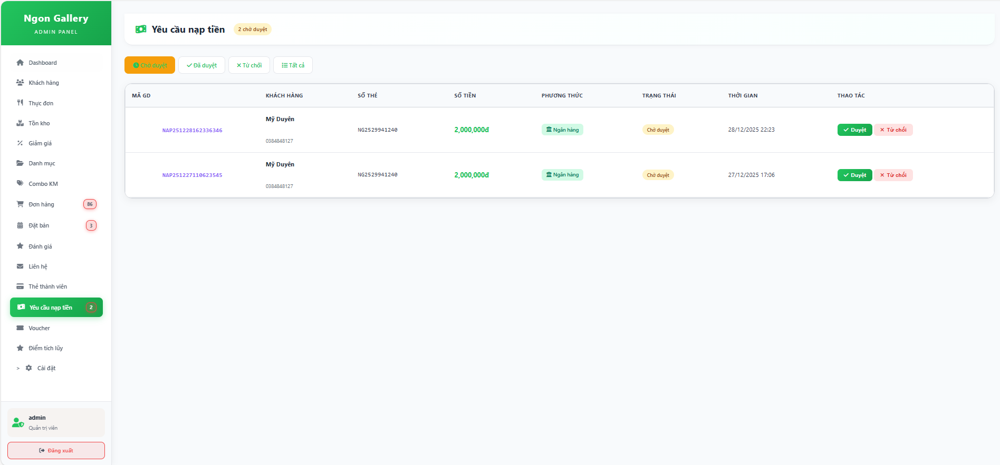 Ngon Gallery
ADMIN PANEL
Dashboard
Khách hàng
Thực đơn
Tồn kho
Giảm giá
Danh mục
Combo KM
Đơn hàng 86
Đặt bàn 3
Đánh giá
Liên hệ
Thẻ thành viên
Yêu cầu nạp tiền 2
Voucher
Điểm tích lũy
> Cài đặt
admin
Quản trị viên
Đăng xuất
Yêu cầu nạp tiền 2 chờ duyệt
Chờ duyệt Đã duyệt Từ chối Tất cả
MÃ GD KHÁCH HÀNG SỐ THẺ SỐ TIỀN PHƯƠNG THỨC TRẠNG THÁI THỜI GIAN THAO TÁC
NAP251228162336346 Mỹ Duyên 0384848127 NG2529941240 2,000,000đ Ngân hàng Chờ duyệt 28/12/2025 22:23 Duyệt Từ chối
NAP251227110623545 Mỹ Duyên 0384848127 NG2529941240 2,000,000đ Ngân hàng Chờ duyệt 27/12/2025 17:06 Duyệt Từ chối